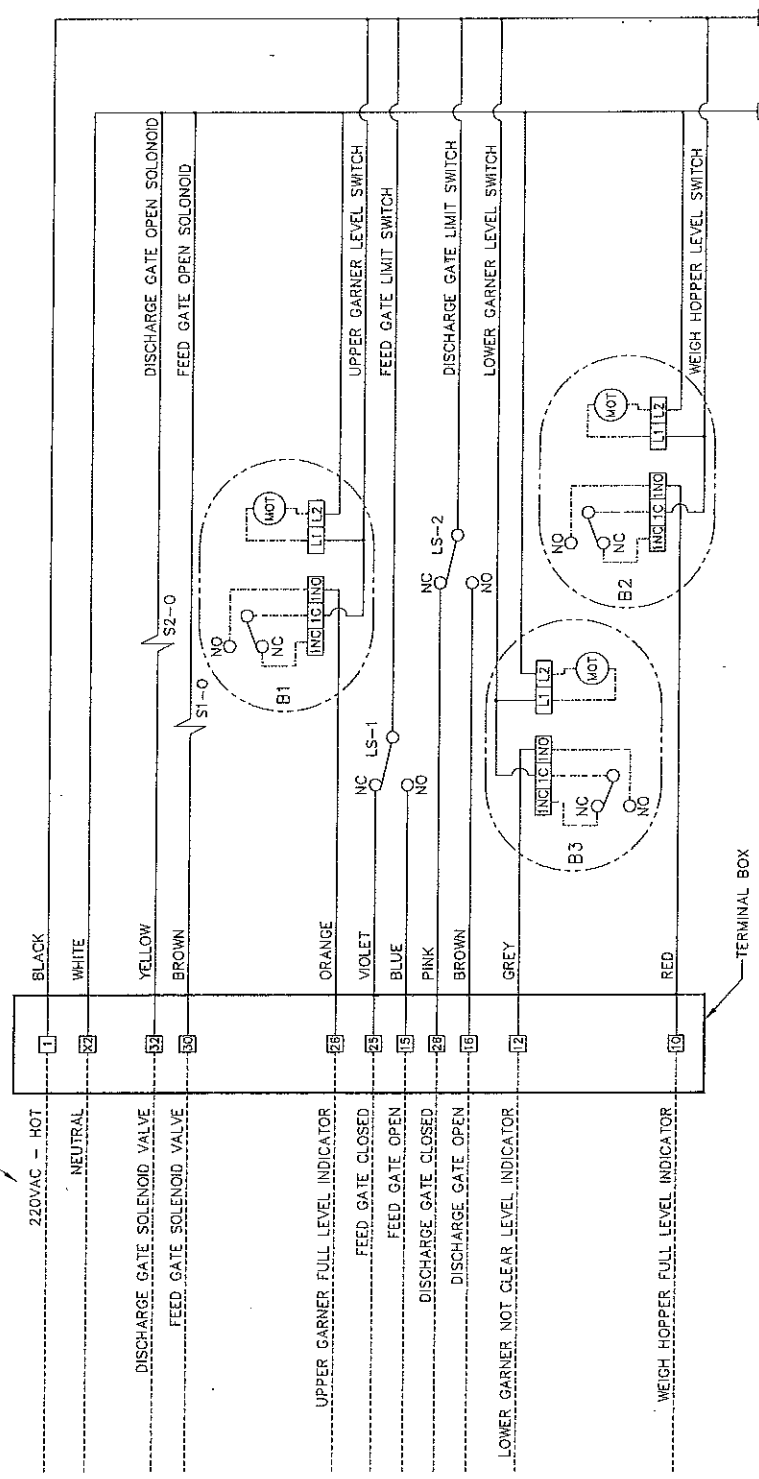 220VAC - HOT
1
BLACK
NEUTRAL
X2
WHITE
DISCHARGE GATE SOLENOID VALVE
32
YELLOW
S2-O
DISCHARGE GATE OPEN SOLONOID
FEED GATE SOLENOID VALVE
30
BROWN
S1-O
FEED GATE OPEN SOLONOID
B1
NO
NC
1NC 1C 1NO
L1 L2
MOT
UPPER GARNER FULL LEVEL INDICATOR
26
ORANGE
UPPER GARNER LEVEL SWITCH
FEED GATE CLOSED
25
VIOLET
NC
LS-1
FEED GATE LIMIT SWITCH
FEED GATE OPEN
15
BLUE
NO
DISCHARGE GATE CLOSED
28
PINK
NC
LS-2
DISCHARGE GATE LIMIT SWITCH
DISCHARGE GATE OPEN
16
BROWN
NO
LOWER GARNER LEVEL SWITCH
LOWER GARNER NOT CLEAR LEVEL INDICATOR
12
GREY
B3
1NC 1C 1NO
NC
NO
L1 L2
MOT
B2
NO
NC
1NC 1C 1NO
L1 L2
MOT
WEIGH HOPPER FULL LEVEL INDICATOR
10
RED
WEIGH HOPPER LEVEL SWITCH
TERMINAL BOX